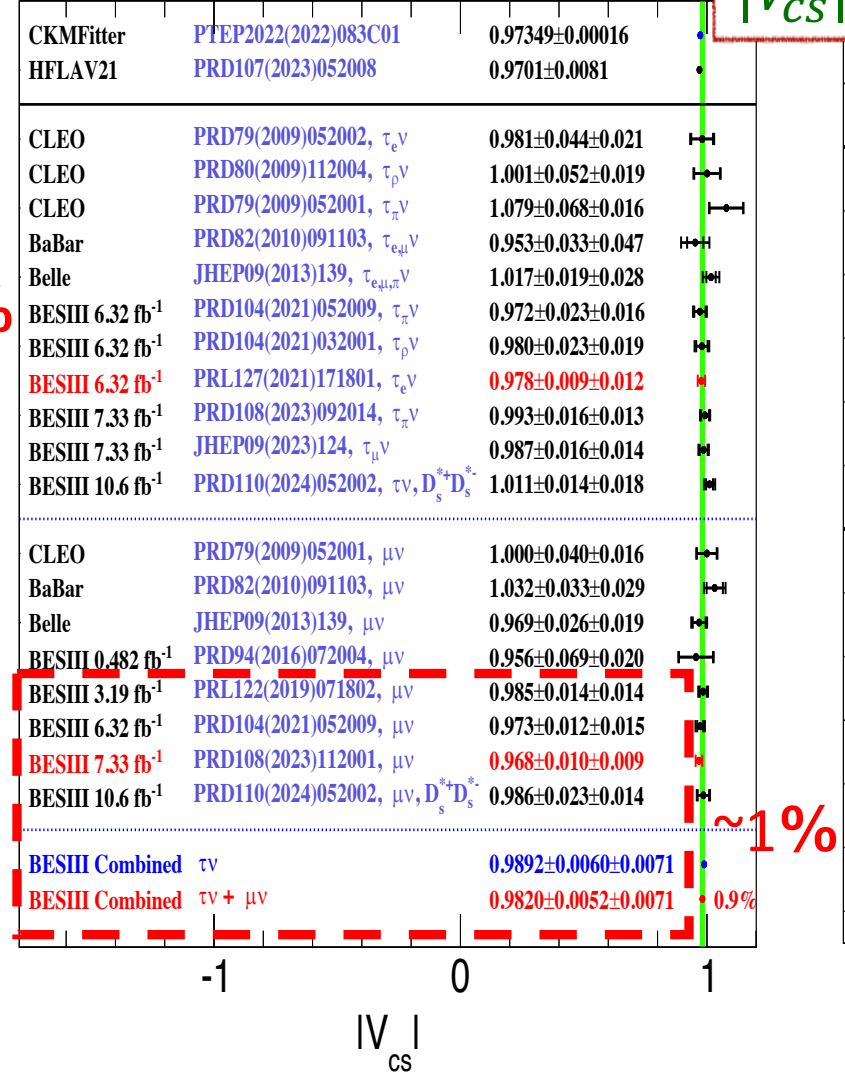 |V_cs|
CKMFitter PTEP2022(2022)083C01 0.97349±0.00016
HFLAV21 PRD107(2023)052008 0.9701±0.0081
CLEO PRD79(2009)052002, τ_eν 0.981±0.044±0.021
CLEO PRD80(2009)112004, τ_ρν 1.001±0.052±0.019
CLEO PRD79(2009)052001, τ_πν 1.079±0.068±0.016
BaBar PRD82(2010)091103, τ_e,μν 0.953±0.033±0.047
Belle JHEP09(2013)139, τ_e,μ,πν 1.017±0.019±0.028
BESIII 6.32 fb⁻¹ PRD104(2021)052009, τ_πν 0.972±0.023±0.016
BESIII 6.32 fb⁻¹ PRD104(2021)032001, τ_ρν 0.980±0.023±0.019
BESIII 6.32 fb⁻¹ PRL127(2021)171801, τ_eν 0.978±0.009±0.012
BESIII 7.33 fb⁻¹ PRD108(2023)092014, τ_πν 0.993±0.016±0.013
BESIII 7.33 fb⁻¹ JHEP09(2023)124, τ_μν 0.987±0.016±0.014
BESIII 10.6 fb⁻¹ PRD110(2024)052002, τν, D_s^*+D_s^*- 1.011±0.014±0.018
CLEO PRD79(2009)052001, μν 1.000±0.040±0.016
BaBar PRD82(2010)091103, μν 1.032±0.033±0.029
Belle JHEP09(2013)139, μν 0.969±0.026±0.019
BESIII 0.482 fb⁻¹ PRD94(2016)072004, μν 0.956±0.069±0.020
BESIII 3.19 fb⁻¹ PRL122(2019)071802, μν 0.985±0.014±0.014
BESIII 6.32 fb⁻¹ PRD104(2021)052009, μν 0.973±0.012±0.015
BESIII 7.33 fb⁻¹ PRD108(2023)112001, μν 0.968±0.010±0.009
BESIII 10.6 fb⁻¹ PRD110(2024)052002, μν, D_s^*+D_s^*- 0.986±0.023±0.014
~1%
BESIII Combined τν 0.9892±0.0060±0.0071
BESIII Combined τν + μν 0.9820±0.0052±0.0071 0.9%
-1 0 1
|V_cs|